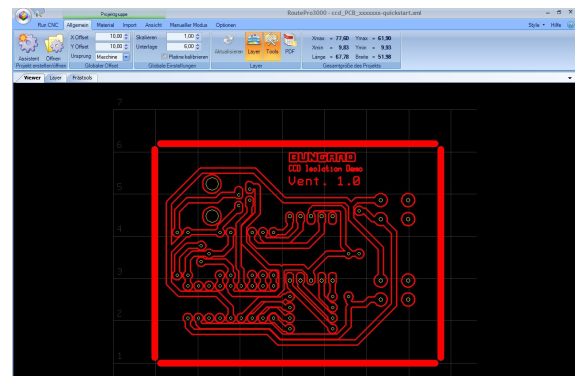 Projektgruppe
RoutePro3000 - ccd_PCB_xxxxxxx-quickstart.xml
Run CNC Allgemein Material Import Ansicht Manueller Modus Optionen Style Hilfe
X Offset 10,00 Skalieren 1,00 Xmax = 77,60 Ymax = 61,90
Y Offset 10,00 Unterlage 6,00 Xmin = 9,83 Ymin = 9,93
Assistent Öffnen Ursprung Maschine Platine kalibrieren Aktualisieren Layer Tools PDF Länge = 67,78 Breite = 51,98
Projekt erstellen/öffnen Globaler Offset Globale Einstellungen Layer Gesamtgröße des Projekts
Viewer Layer Frästools
7
6
BUNGARD
CCD Isolation Demo
Vent. 1.0
5
4
3
2
1